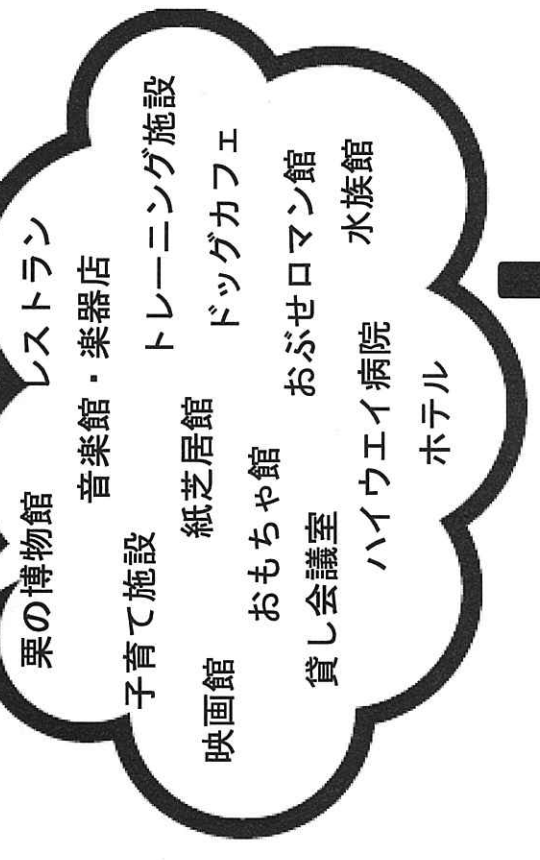 栗の博物館
レストラン
音楽館・楽器店
子育て施設
トレーニング施設
紙芝居館
映画館
ドッグカフェ
おもちゃ館
おぶせロマン館
貸し会議室
水族館
ハイウエイ病院
ホテル